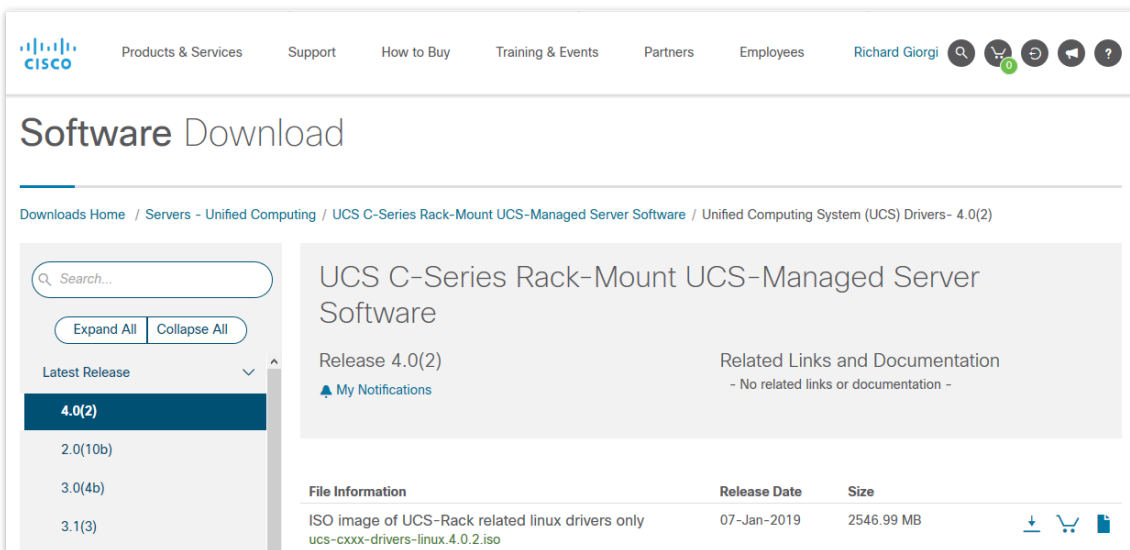 CISCO
Products & Services Support How to Buy Training & Events Partners Employees Richard Giorgi 0 ?
Software Download
Downloads Home / Servers - Unified Computing / UCS C-Series Rack-Mount UCS-Managed Server Software / Unified Computing System (UCS) Drivers- 4.0(2)
Search...
Expand All Collapse All
Latest Release
4.0(2)
2.0(10b)
3.0(4b)
3.1(3)
UCS C-Series Rack-Mount UCS-Managed Server
Software
Release 4.0(2)
My Notifications
Related Links and Documentation
- No related links or documentation -
File Information Release Date Size
ISO image of UCS-Rack related linux drivers only 07-Jan-2019 2546.99 MB
ucs-cxxx-drivers-linux.4.0.2.iso